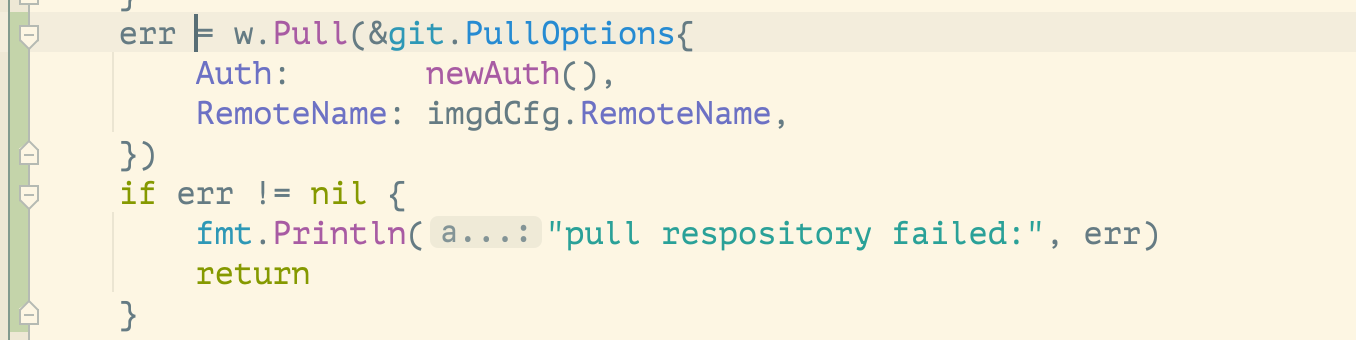 }
err = w.Pull(&git.PullOptions{
    Auth:       newAuth(),
    RemoteName: imgdCfg.RemoteName,
})
if err != nil {
    fmt.Println( a...: "pull respository failed:", err)
    return
}